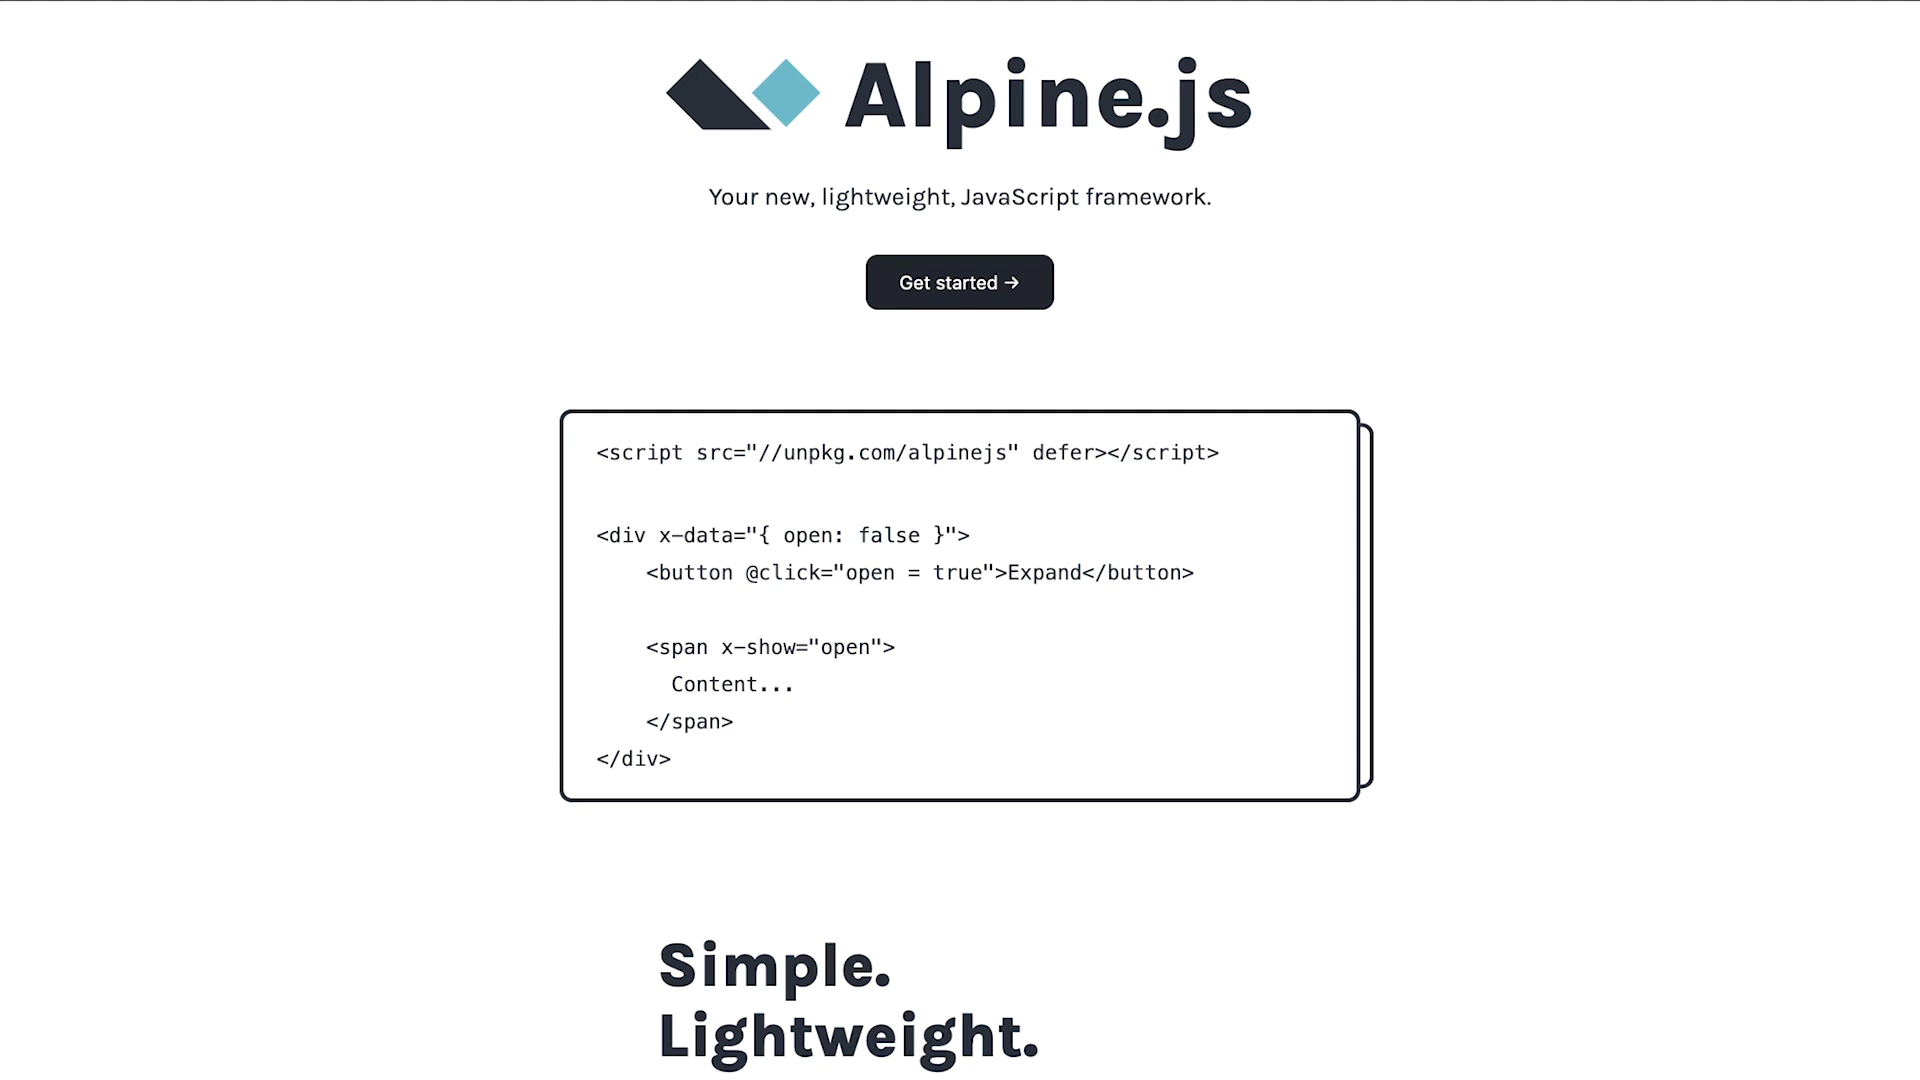 Alpine.js
Your new, lightweight, JavaScript framework.
Get started →
<script src="//unpkg.com/alpinejs" defer></script>
<div x-data="{ open: false }">
<button @click="open = true">Expand</button>
<span x-show="open">
Content...
</span>
</div>
Simple.
Lightweight.